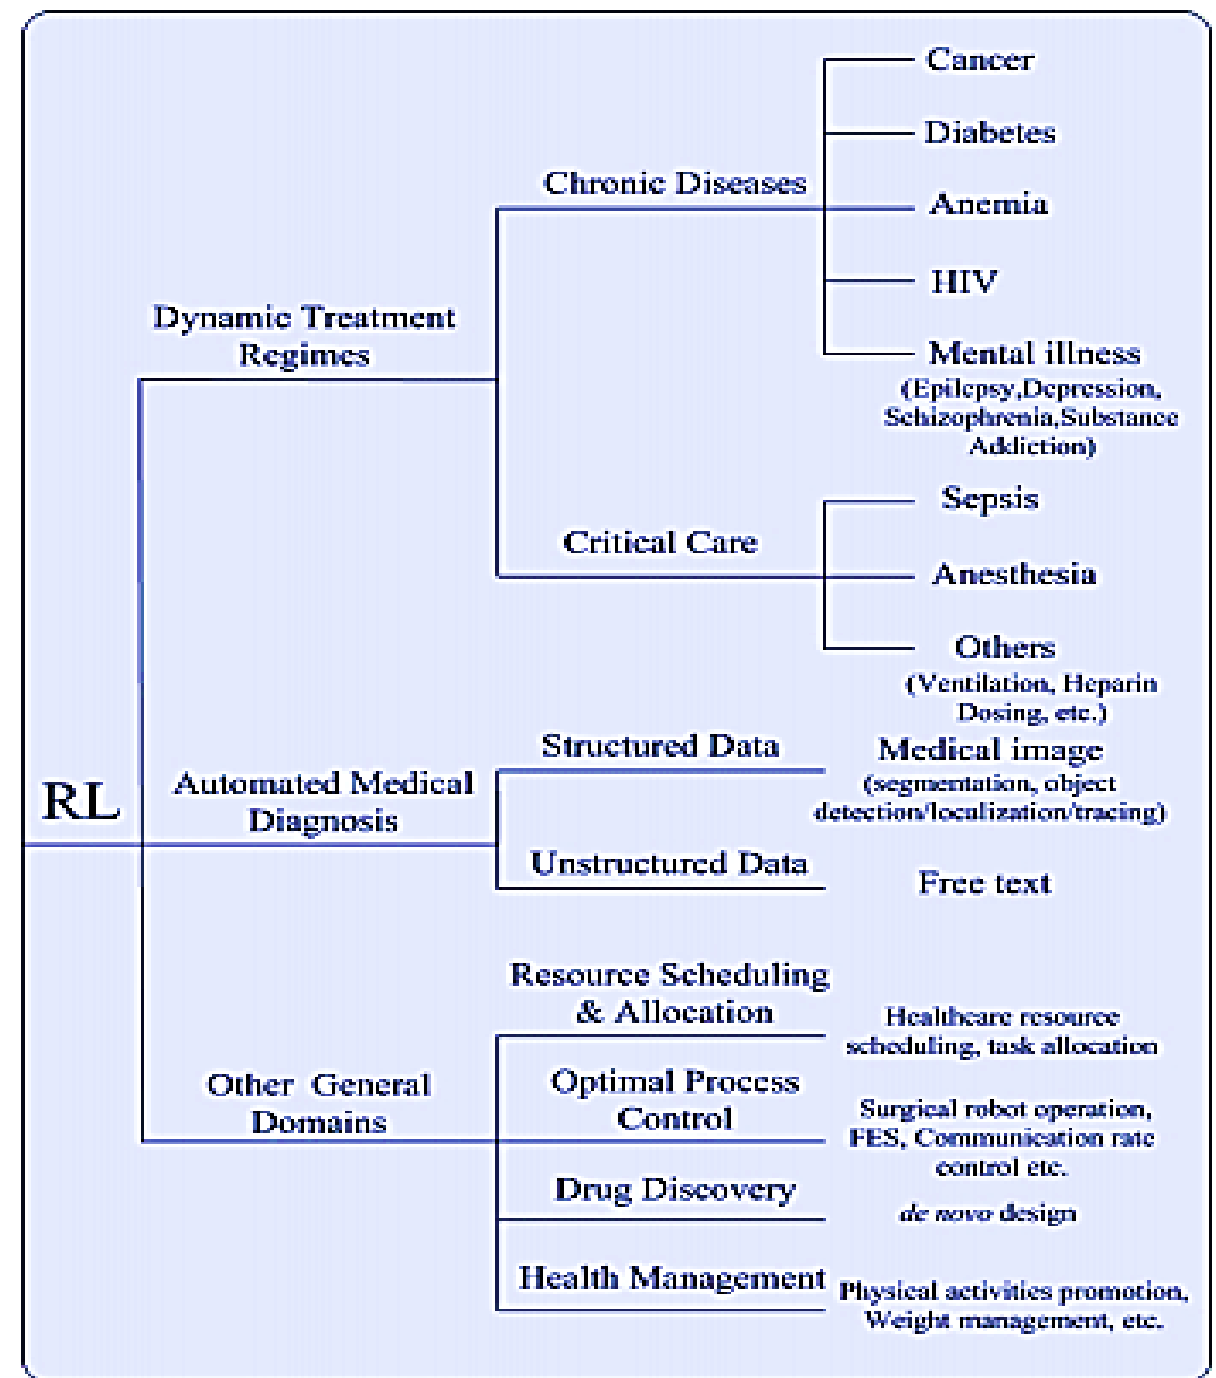 Cancer
Diabetes
Chronic Diseases
Anemia
HIV
Dynamic Treatment
Regimes
Mental illness
(Epilepsy,Depression,
Schizophrenia,Substance
Addiction)
Sepsis
Critical Care
Anesthesia
Others
(Ventilation, Heparin
Dosing, etc.)
Structured Data
Medical image
(segmentation, object
detection/localization/tracing)
RL
Automated Medical
Diagnosis
Unstructured Data
Free text
Resource Scheduling
& Allocation
Healthcare resource
scheduling, task allocation
Other General
Domains
Optimal Process
Control
Surgical robot operation,
FES, Communication rate
control etc.
Drug Discovery
de novo design
Health Management
Physical activities promotion,
Weight management, etc.